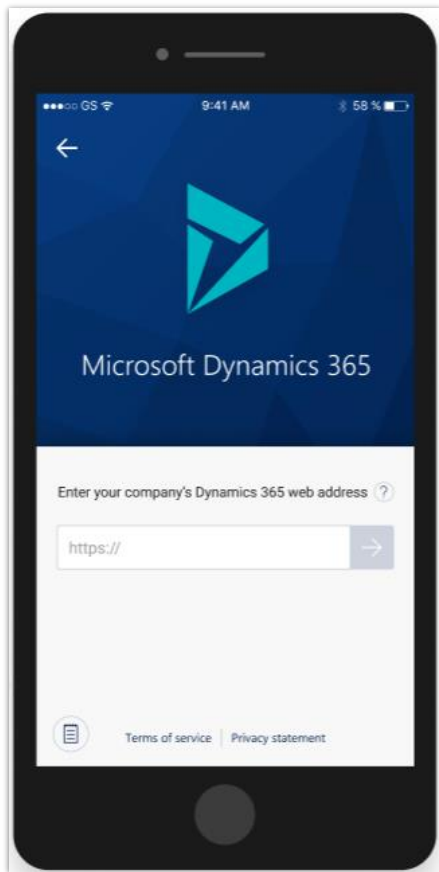 GS 9:41 AM 58 %
Microsoft Dynamics 365
Enter your company's Dynamics 365 web address ?
https://
Terms of service | Privacy statement